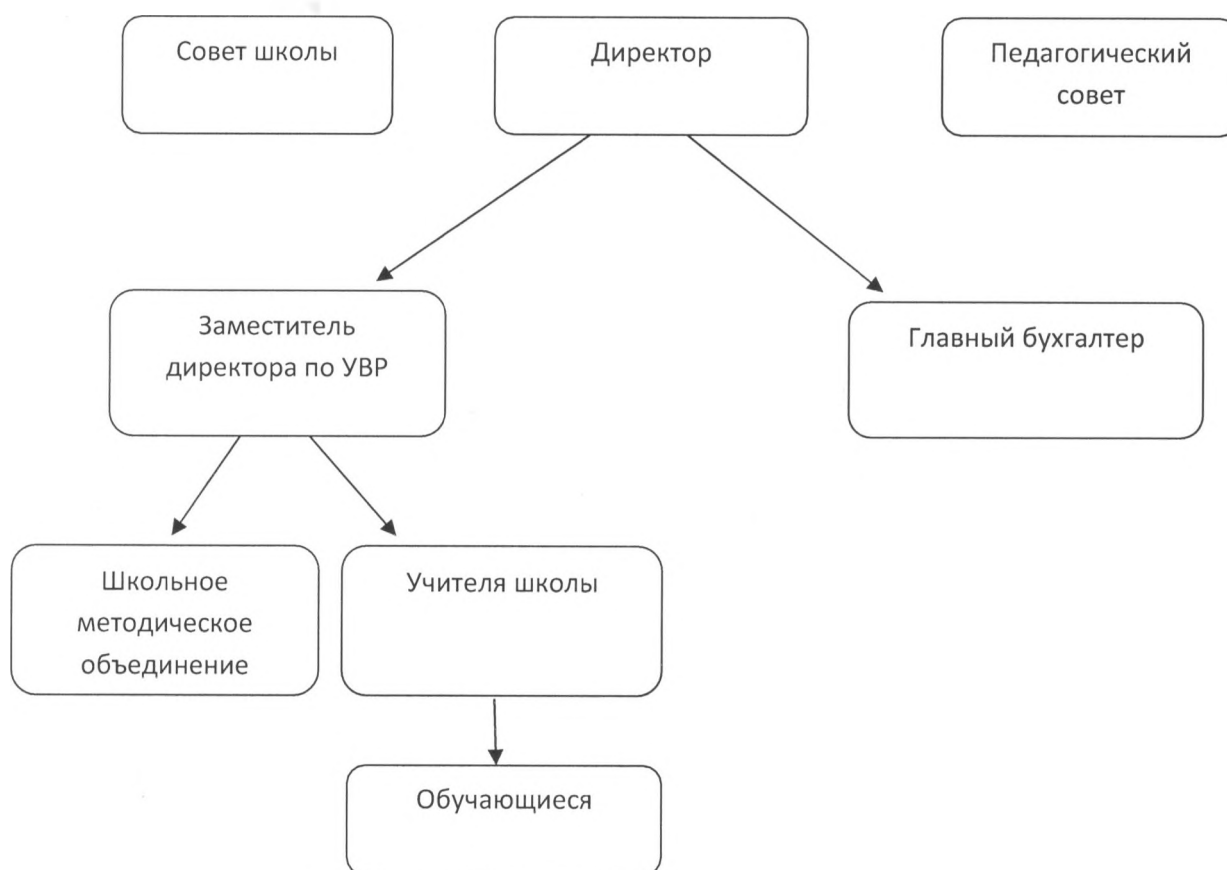 Совет школы
Директор
Педагогический
совет
Заместитель
директора по УВР
Главный бухгалтер
Школьное
методическое
объединение
Учителя школы
Обучающиеся